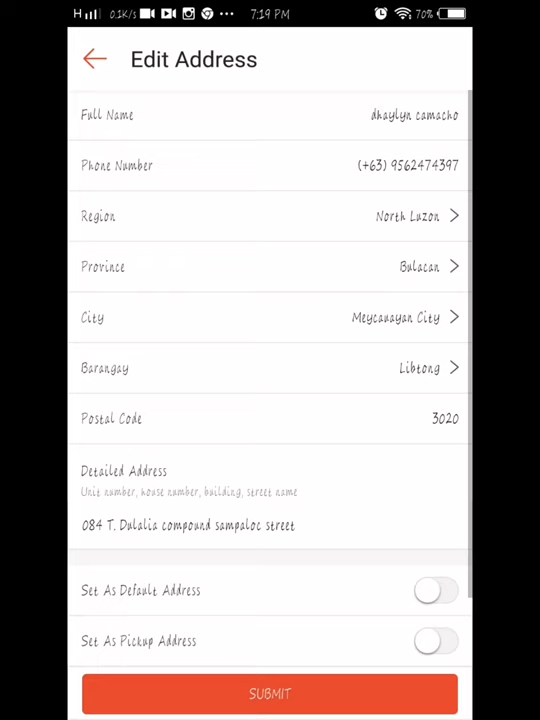 H 0.1K/s 7:19 PM 70%
Edit Address
Full Name dhaylyn camacho
Phone Number (+63) 9562474397
Region North Luzon
Province Bulacan
City Meycauayan City
Barangay Libtong
Postal Code 3020
Detailed Address
Unit number, house number, building, street name
084 T. Dulalia compound sampaloc street
Set As Default Address
Set As Pickup Address
SUBMIT